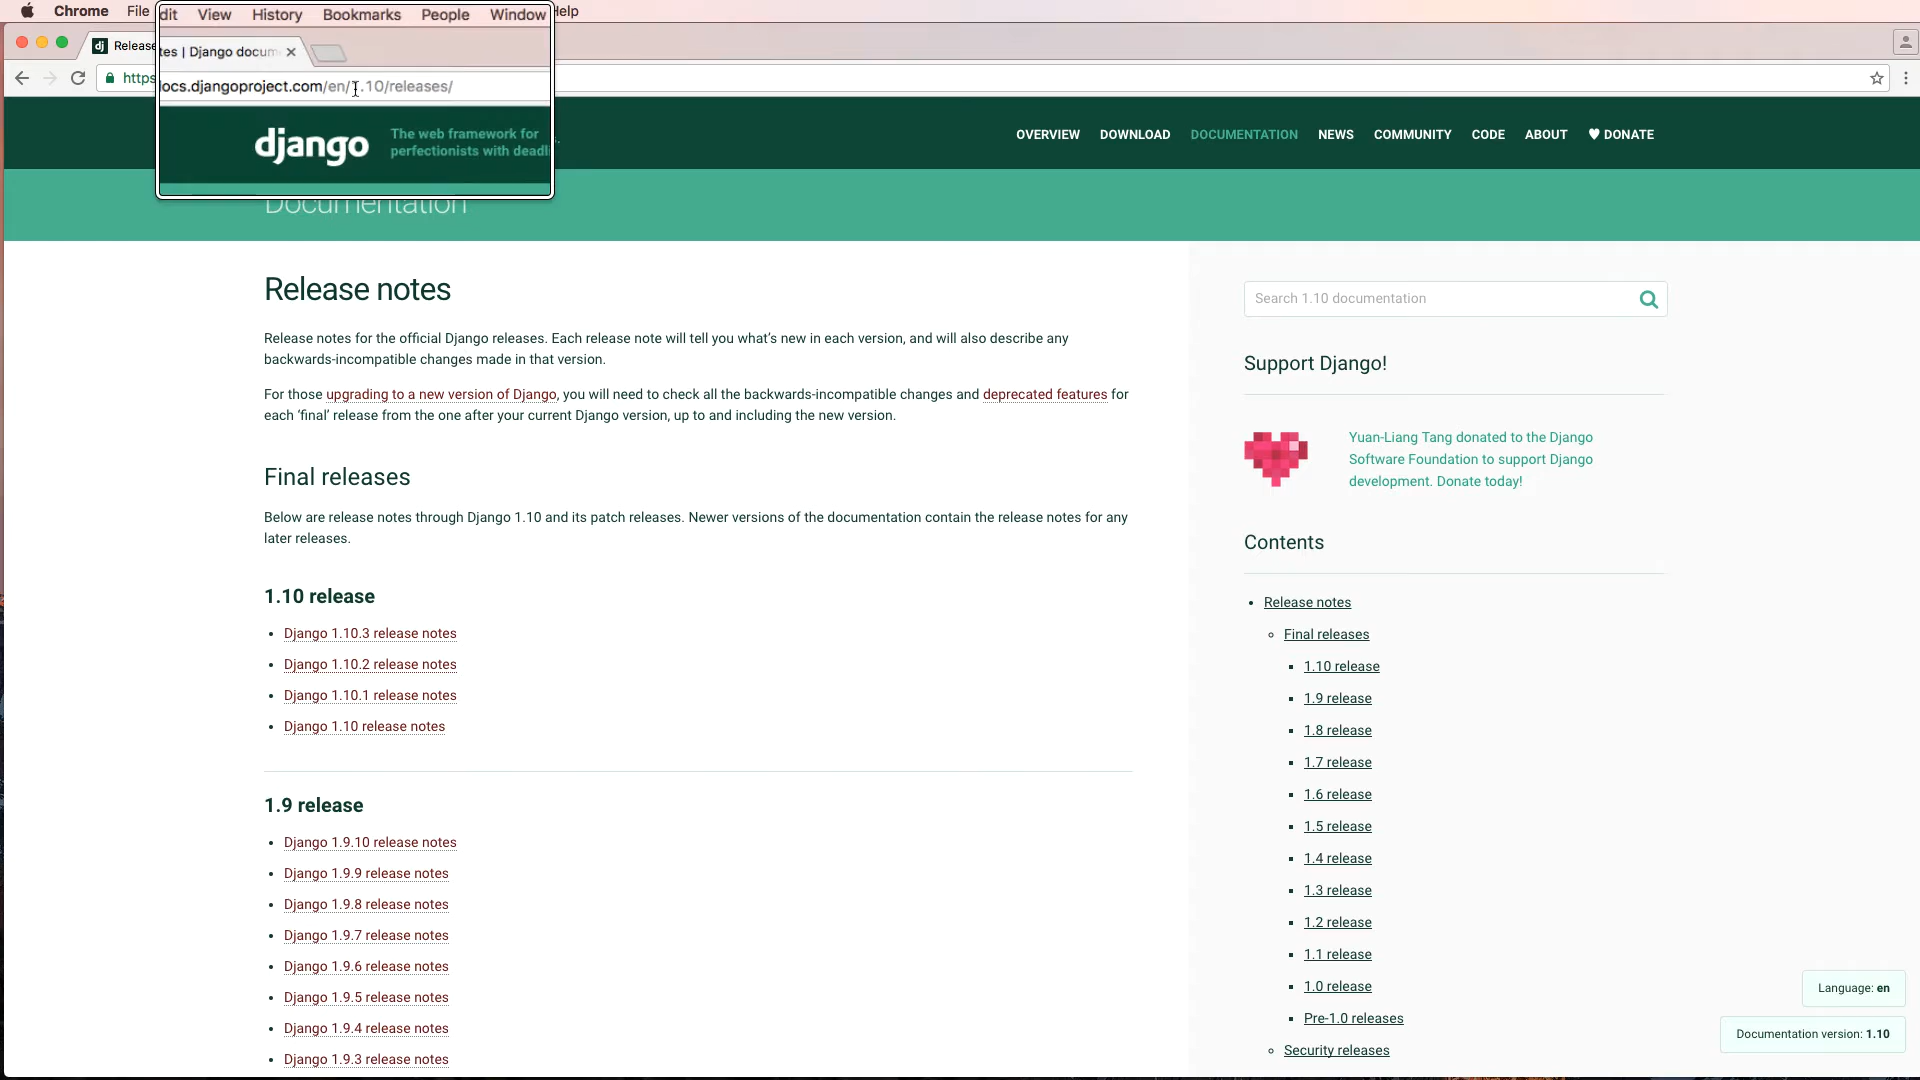 Chrome File dit View History Bookmarks People Window elp
Release tes | Django docum
https ocs.djangoproject.com/en/1.10/releases/
django
The web framework for
perfectionists with deadl
OVERVIEW DOWNLOAD DOCUMENTATION NEWS COMMUNITY CODE ABOUT ♥ DONATE
Documentation
Release notes
Release notes for the official Django releases. Each release note will tell you what’s new in each version, and will also describe any
backwards-incompatible changes made in that version.
For those upgrading to a new version of Django, you will need to check all the backwards-incompatible changes and deprecated features for
each ‘final’ release from the one after your current Django version, up to and including the new version.
Final releases
Below are release notes through Django 1.10 and its patch releases. Newer versions of the documentation contain the release notes for any
later releases.
1.10 release
Django 1.10.3 release notes
Django 1.10.2 release notes
Django 1.10.1 release notes
Django 1.10 release notes
1.9 release
Django 1.9.10 release notes
Django 1.9.9 release notes
Django 1.9.8 release notes
Django 1.9.7 release notes
Django 1.9.6 release notes
Django 1.9.5 release notes
Django 1.9.4 release notes
Django 1.9.3 release notes
Search 1.10 documentation
Support Django!
Yuan-Liang Tang donated to the Django
Software Foundation to support Django
development. Donate today!
Contents
Release notes
Final releases
1.10 release
1.9 release
1.8 release
1.7 release
1.6 release
1.5 release
1.4 release
1.3 release
1.2 release
1.1 release
1.0 release
Pre-1.0 releases
Security releases
Language: en
Documentation version: 1.10